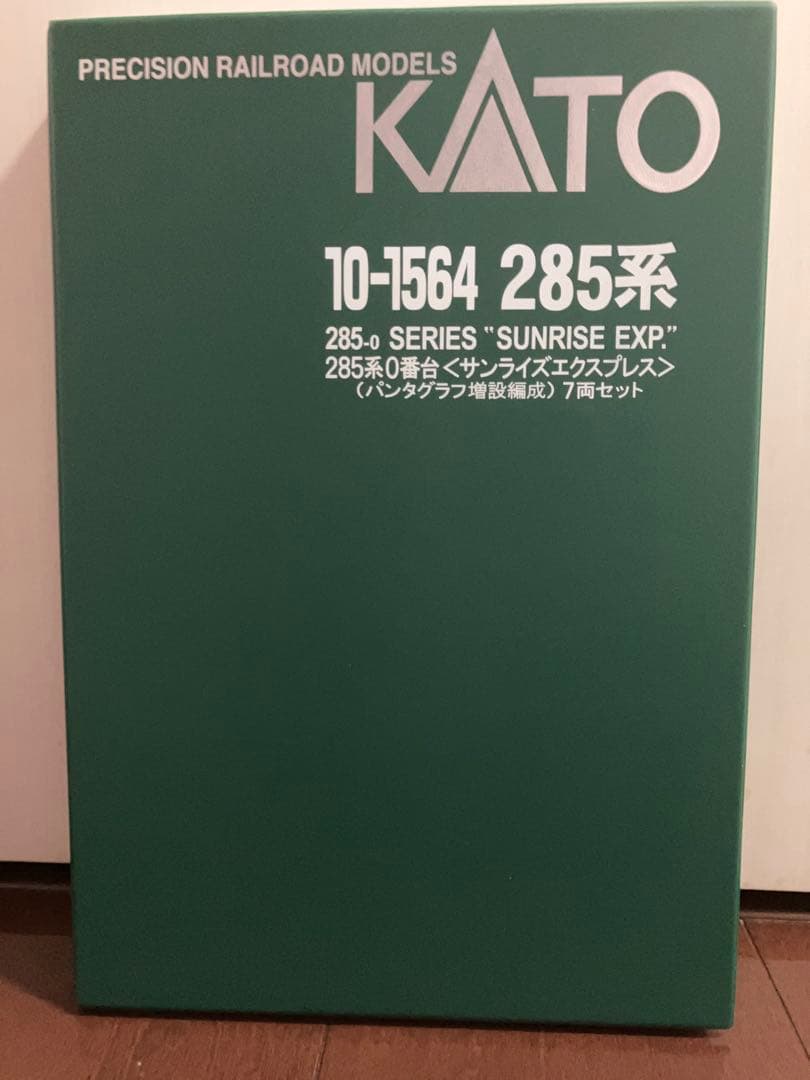 PRECISION RAILROAD MODELS
KATO
10-1564 285系
285-0 SERIES "SUNRISE EXP."
285系0番台<サンライズエクスプレス>
(パンタグラフ増設編成) 7両セット